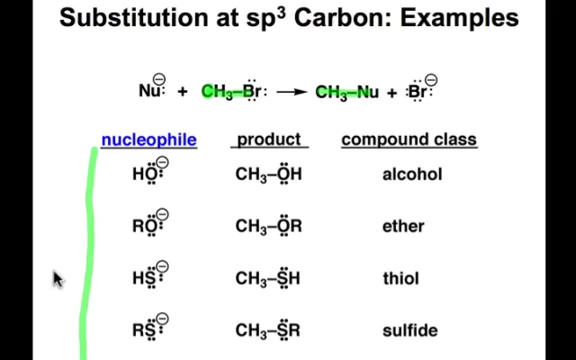 Substitution at sp³ Carbon: Examples
Nu:⊖ + CH₃–Br: ⟶ CH₃–Nu + :Br:⊖
nucleophile product compound class
HO:⊖ CH₃–OH alcohol
RO:⊖ CH₃–OR ether
HS:⊖ CH₃–SH thiol
RS:⊖ CH₃–SR sulfide